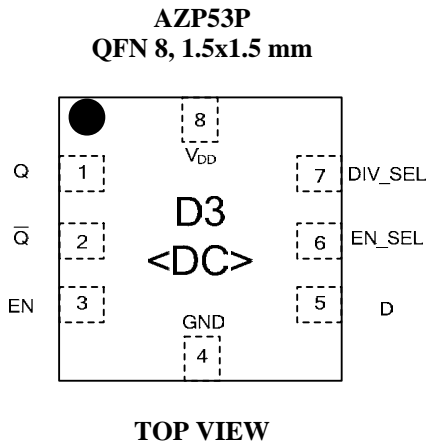 AZP53P
QFN 8, 1.5x1.5 mm
8
VDD
Q 1 7 DIV_SEL
D3
Q̅ 2 6 EN_SEL
<DC>
EN 3 5 D
GND
4
TOP VIEW